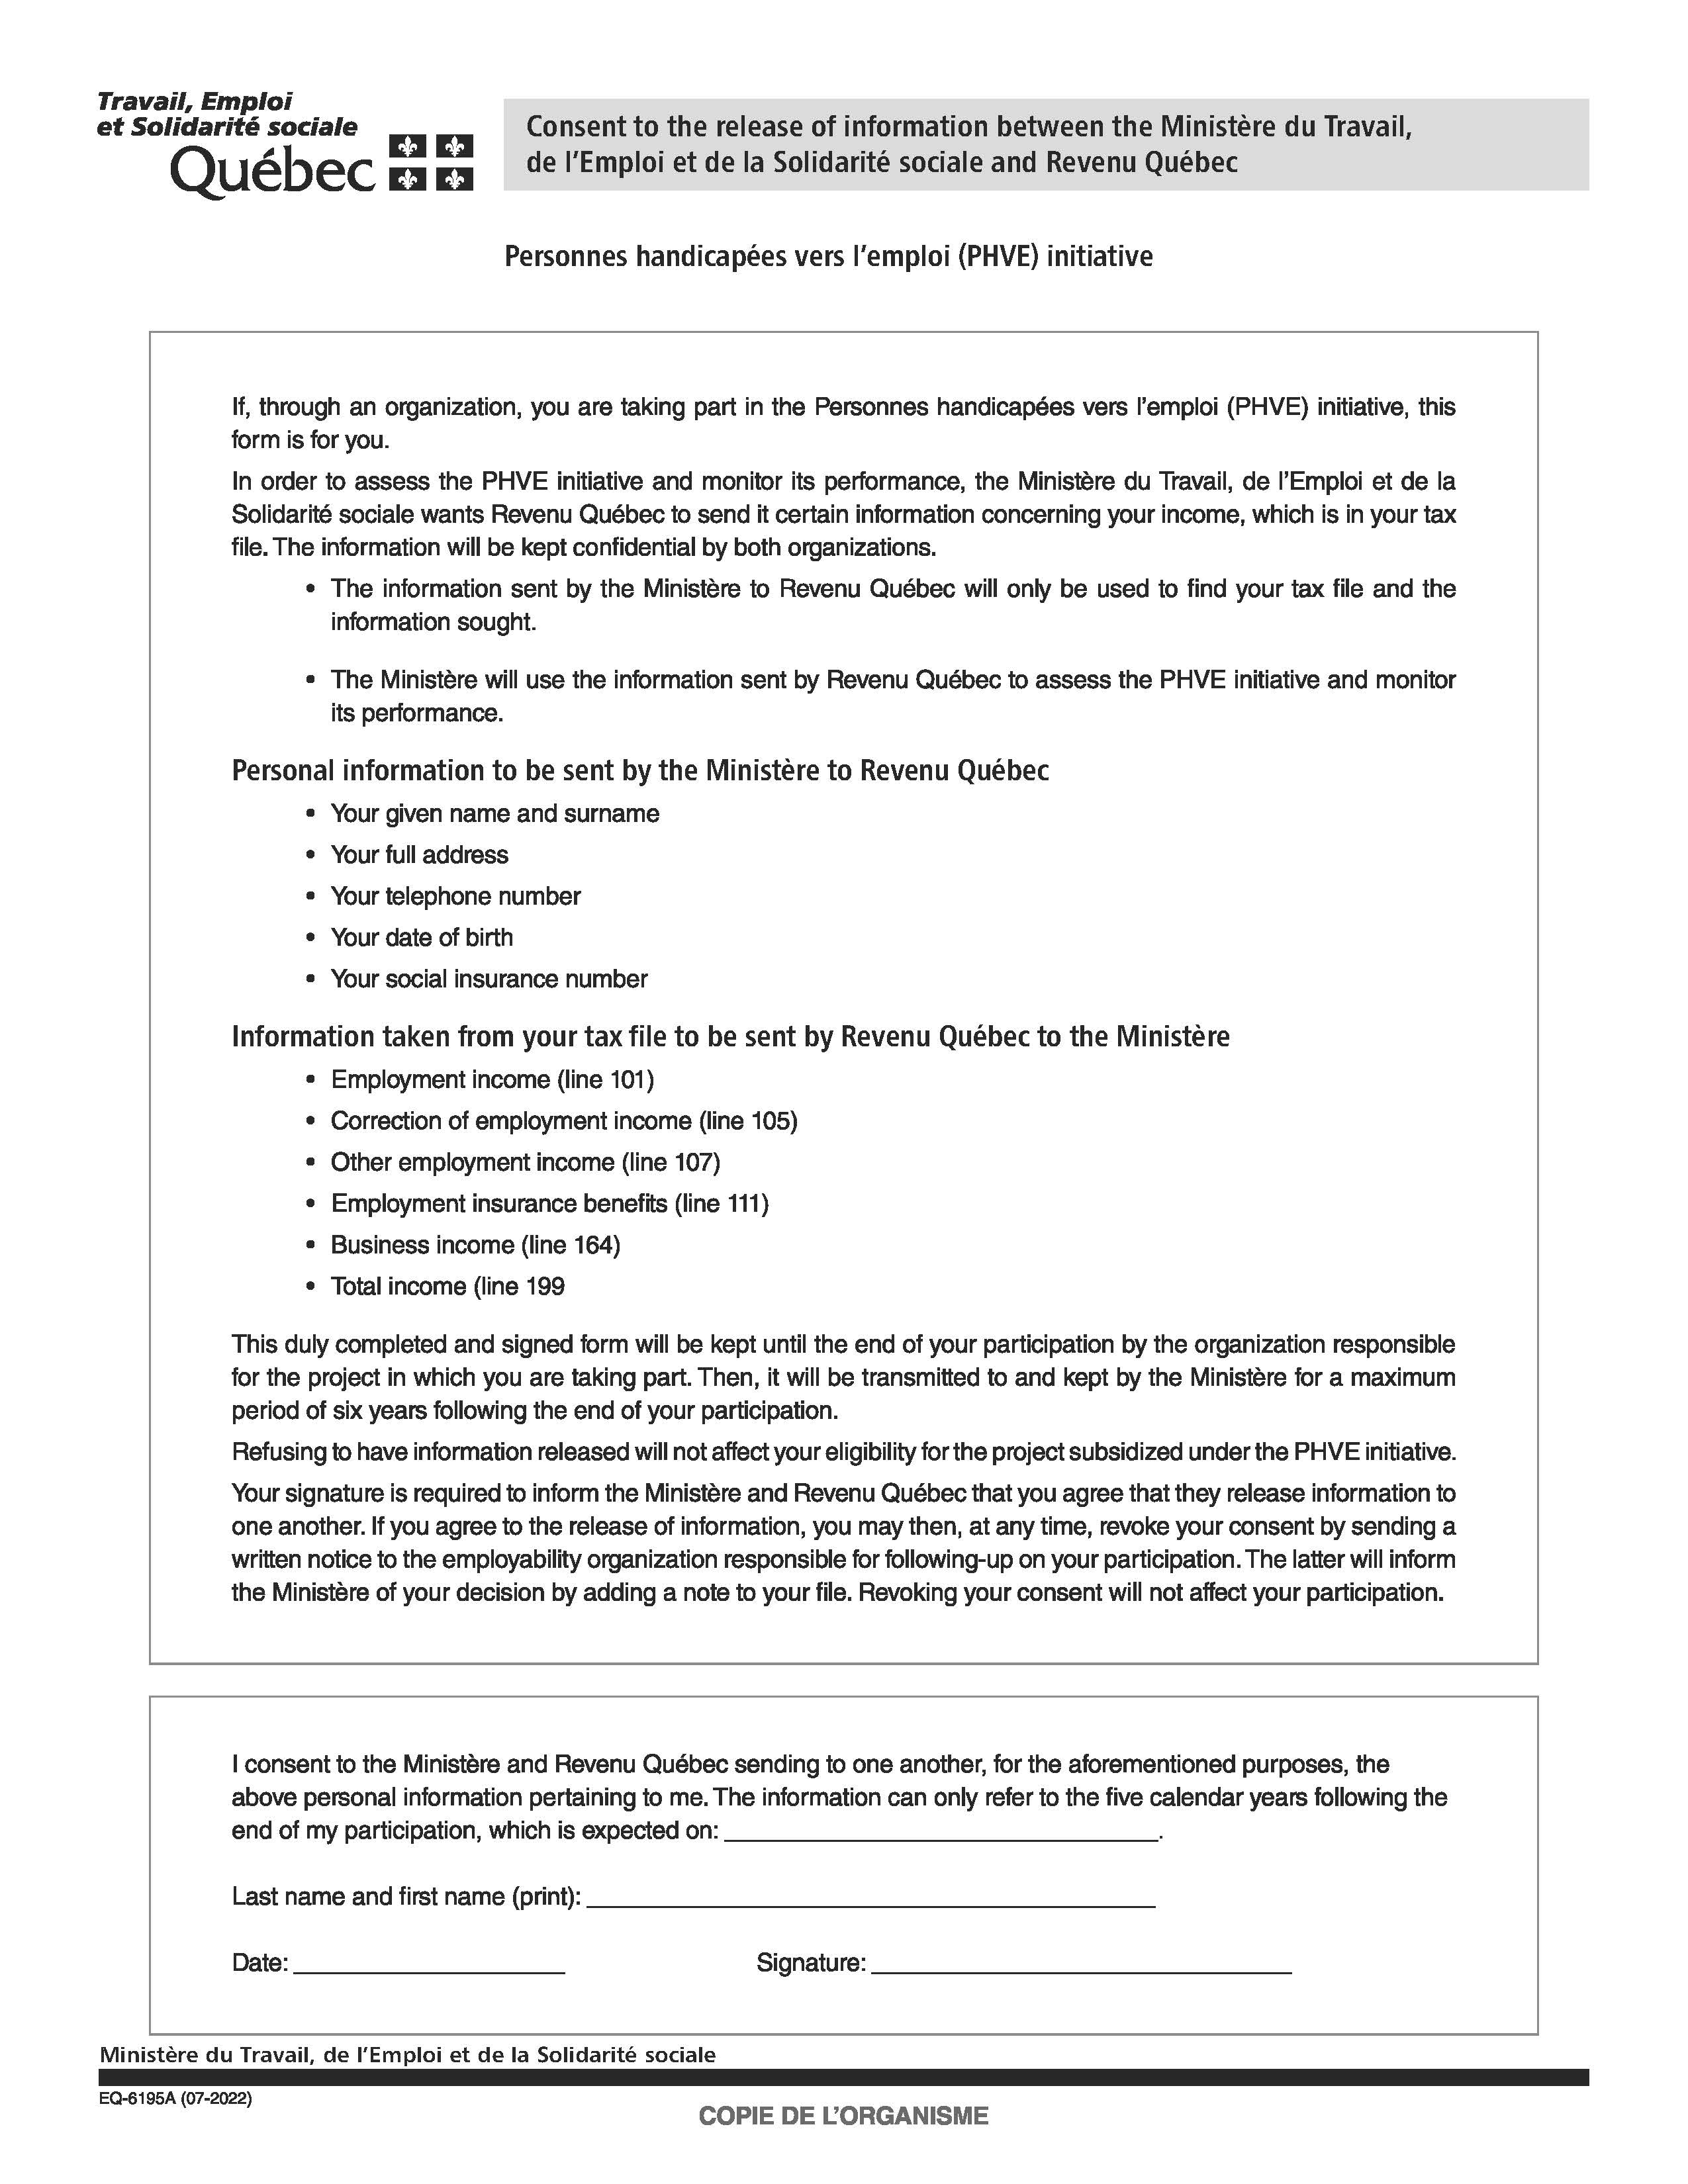 Travail, Emploi
et Solidarité sociale
Québec
Consent to the release of information between the Ministère du Travail,
de l'Emploi et de la Solidarité sociale and Revenu Québec
Personnes handicapées vers l'emploi (PHVE) initiative
If, through an organization, you are taking part in the Personnes handicapées vers l'emploi (PHVE) initiative, this
form is for you.
In order to assess the PHVE initiative and monitor its performance, the Ministère du Travail, de l'Emploi et de la
Solidarité sociale wants Revenu Québec to send it certain information concerning your income, which is in your tax
file. The information will be kept confidential by both organizations.
• The information sent by the Ministère to Revenu Québec will only be used to find your tax file and the
information sought.
• The Ministère will use the information sent by Revenu Québec to assess the PHVE initiative and monitor
its performance.
Personal information to be sent by the Ministère to Revenu Québec
• Your given name and surname
• Your full address
• Your telephone number
• Your date of birth
• Your social insurance number
Information taken from your tax file to be sent by Revenu Québec to the Ministère
• Employment income (line 101)
• Correction of employment income (line 105)
• Other employment income (line 107)
• Employment insurance benefits (line 111)
• Business income (line 164)
• Total income (line 199
This duly completed and signed form will be kept until the end of your participation by the organization responsible
for the project in which you are taking part. Then, it will be transmitted to and kept by the Ministère for a maximum
period of six years following the end of your participation.
Refusing to have information released will not affect your eligibility for the project subsidized under the PHVE initiative.
Your signature is required to inform the Ministère and Revenu Québec that you agree that they release information to
one another. If you agree to the release of information, you may then, at any time, revoke your consent by sending a
written notice to the employability organization responsible for following-up on your participation. The latter will inform
the Ministère of your decision by adding a note to your file. Revoking your consent will not affect your participation.
I consent to the Ministère and Revenu Québec sending to one another, for the aforementioned purposes, the
above personal information pertaining to me. The information can only refer to the five calendar years following the
end of my participation, which is expected on: ______________________________.
Last name and first name (print): ______________________________
Date: ____________________ Signature: ______________________________
Ministère du Travail, de l'Emploi et de la Solidarité sociale
EQ-6195A (07-2022)
COPIE DE L'ORGANISME